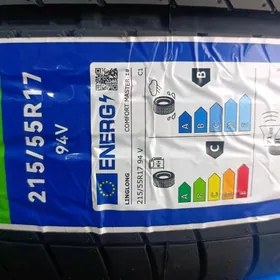 215/55R17
94V
ENERG
LINGLONG
COMFORT MASTER
215/55R17 94 V
C1
B
A B C D E
C
A B C D E